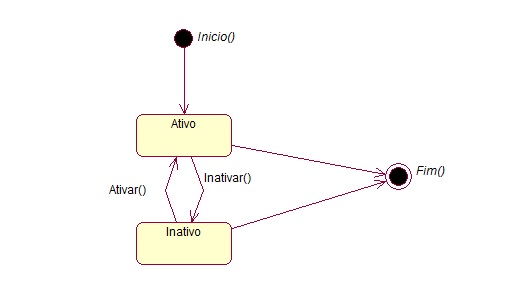 Inicio()
Ativo
Fim()
Inativar()
Ativar()
Inativo